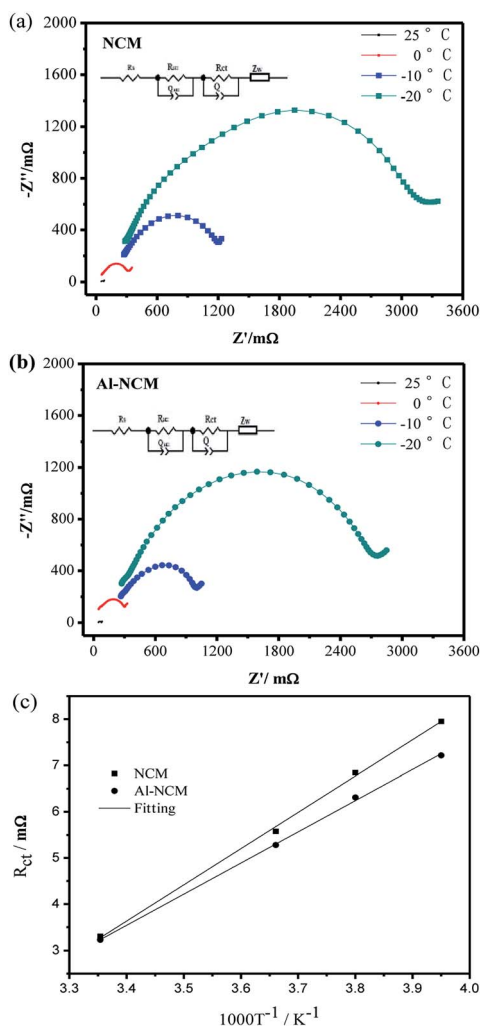 (a)
NCM
25 ° C
0 ° C
-10 ° C
-20 ° C
Rs
Rct
Q
Zw
2000
1600
1200
800
400
0
-Z''/mΩ
0 600 1200 1800 2400 3000 3600
Z'/mΩ
(b)
Al-NCM
25 ° C
0 ° C
-10 ° C
-20 ° C
Rs
Rct
Q
Zw
2000
1600
1200
800
400
0
-Z''/mΩ
0 600 1200 1800 2400 3000 3600
Z'/ mΩ
(c)
NCM
Al-NCM
Fitting
8
7
6
5
4
3
Rct / mΩ
3.3 3.4 3.5 3.6 3.7 3.8 3.9 4.0
1000T⁻¹ / K⁻¹